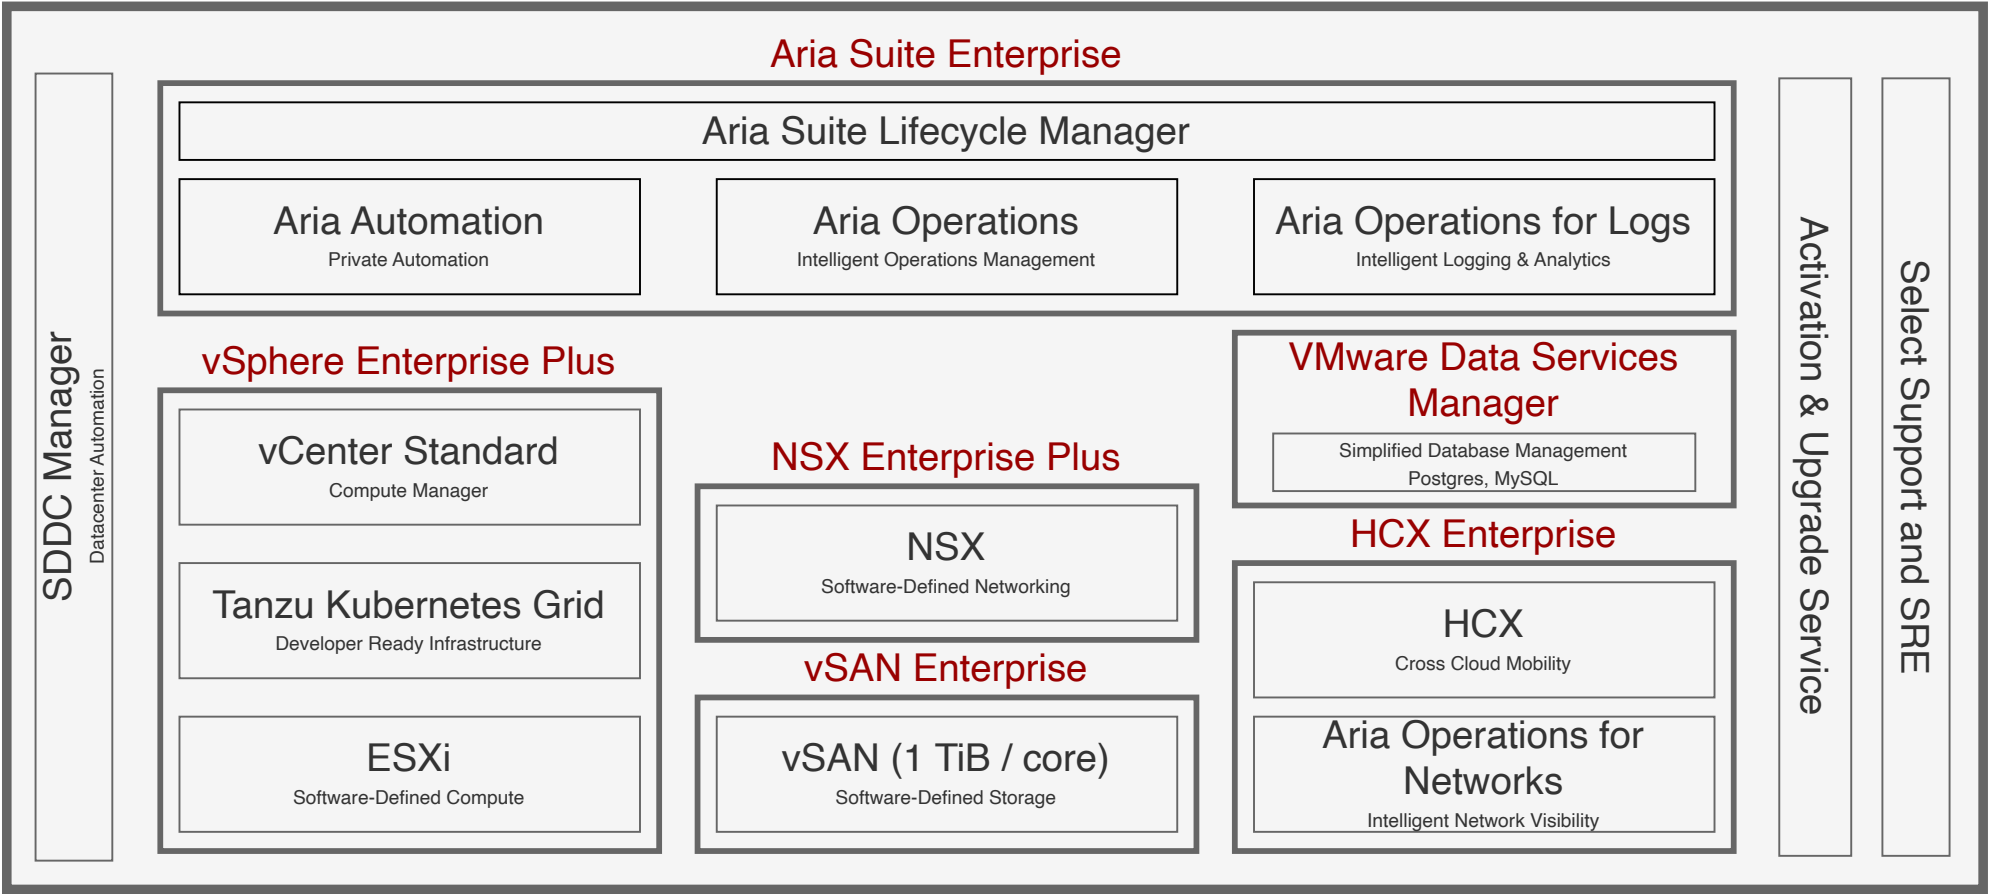 Aria Suite Enterprise
Aria Suite Lifecycle Manager
Aria Automation
Private Automation
Aria Operations
Intelligent Operations Management
Aria Operations for Logs
Intelligent Logging & Analytics
SDDC Manager
Datacenter Automation
vSphere Enterprise Plus
vCenter Standard
Compute Manager
Tanzu Kubernetes Grid
Developer Ready Infrastructure
ESXi
Software-Defined Compute
NSX Enterprise Plus
NSX
Software-Defined Networking
vSAN Enterprise
vSAN (1 TiB / core)
Software-Defined Storage
VMware Data Services
Manager
Simplified Database Management
Postgres, MySQL
HCX Enterprise
HCX
Cross Cloud Mobility
Aria Operations for
Networks
Intelligent Network Visibility
Activation & Upgrade Service
Select Support and SRE